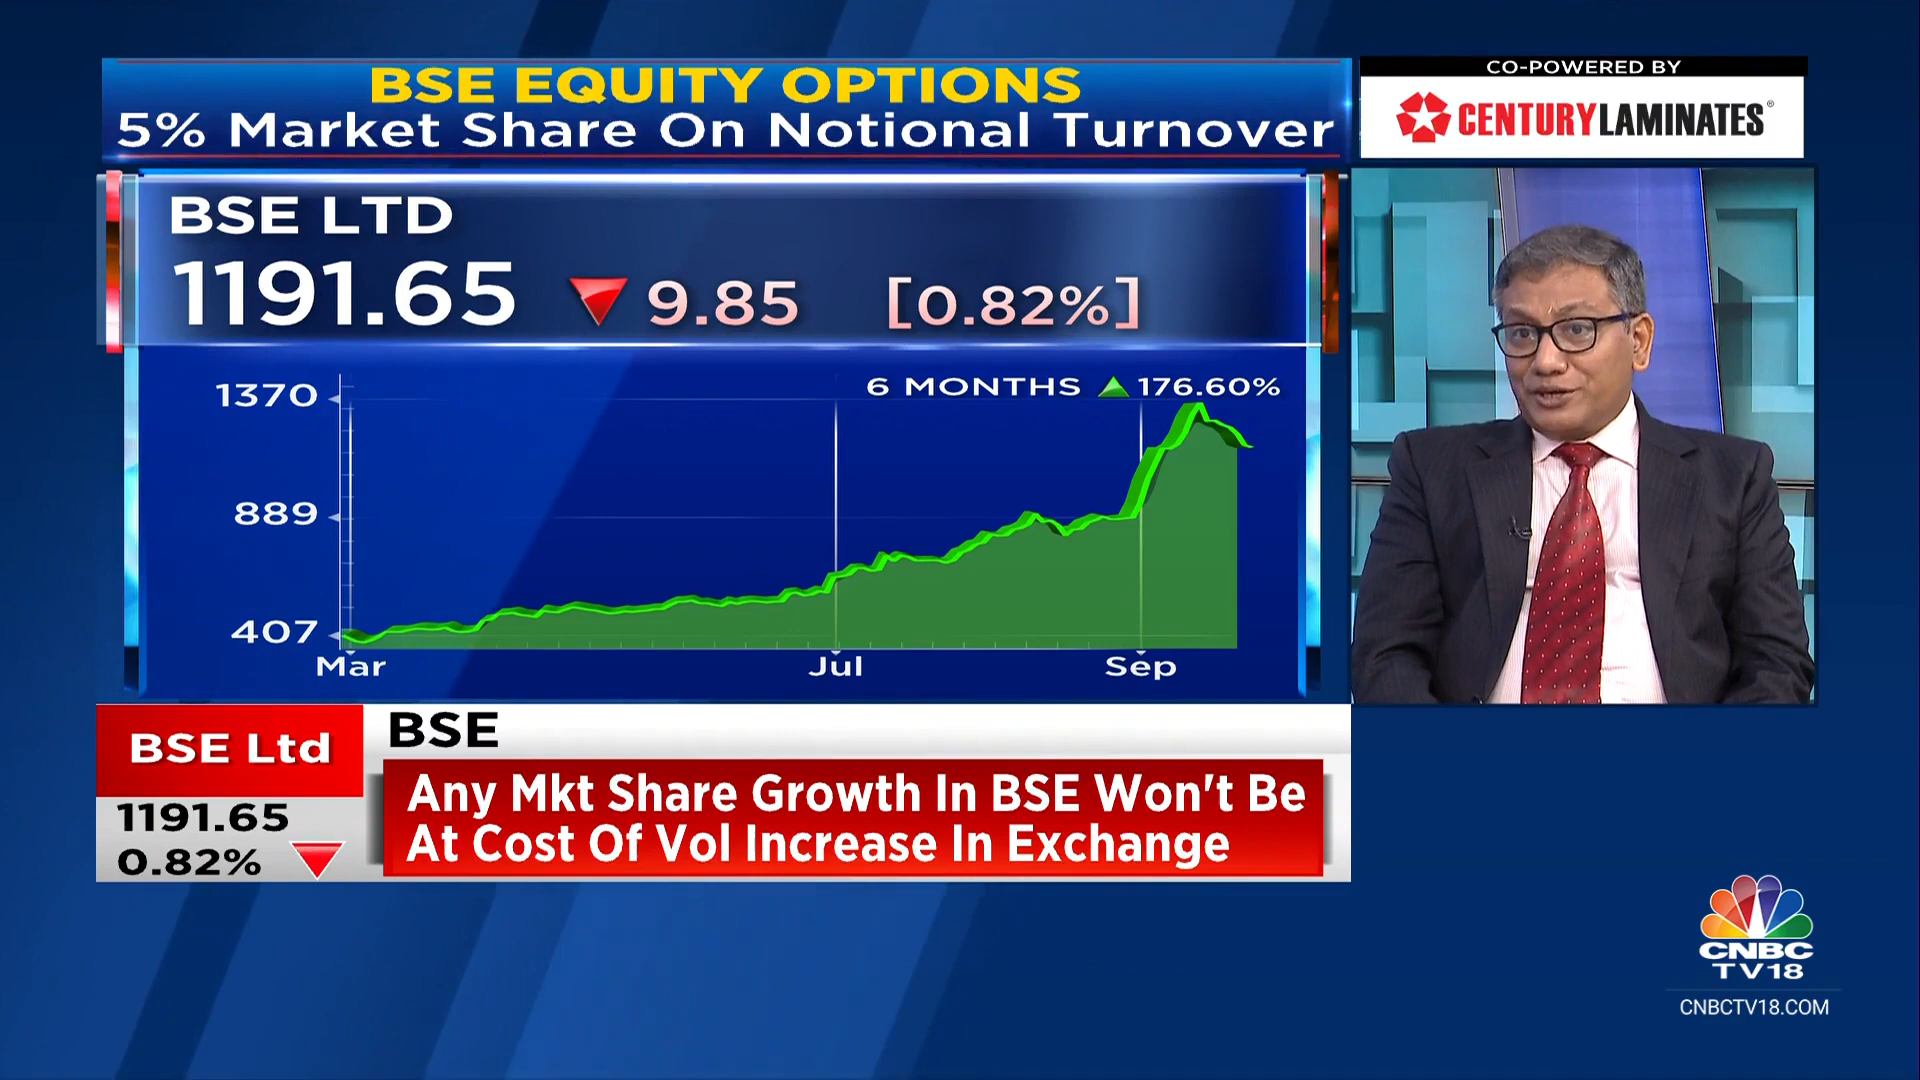 BSE EQUITY OPTIONS
5% Market Share On Notional Turnover
CO-POWERED BY
CENTURYLAMINATES®
BSE LTD
1191.65 ▼ 9.85 [0.82%]
6 MONTHS ▲ 176.60%
1370
889
407
Mar Jul Sep
BSE Ltd
1191.65
0.82% ▼
BSE
Any Mkt Share Growth In BSE Won't Be
At Cost Of Vol Increase In Exchange
CNBC
TV18
CNBCTV18.COM